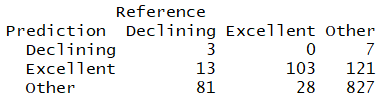 Reference
Prediction Declining Excellent Other
Declining 3 0 7
Excellent 13 103 121
Other 81 28 827